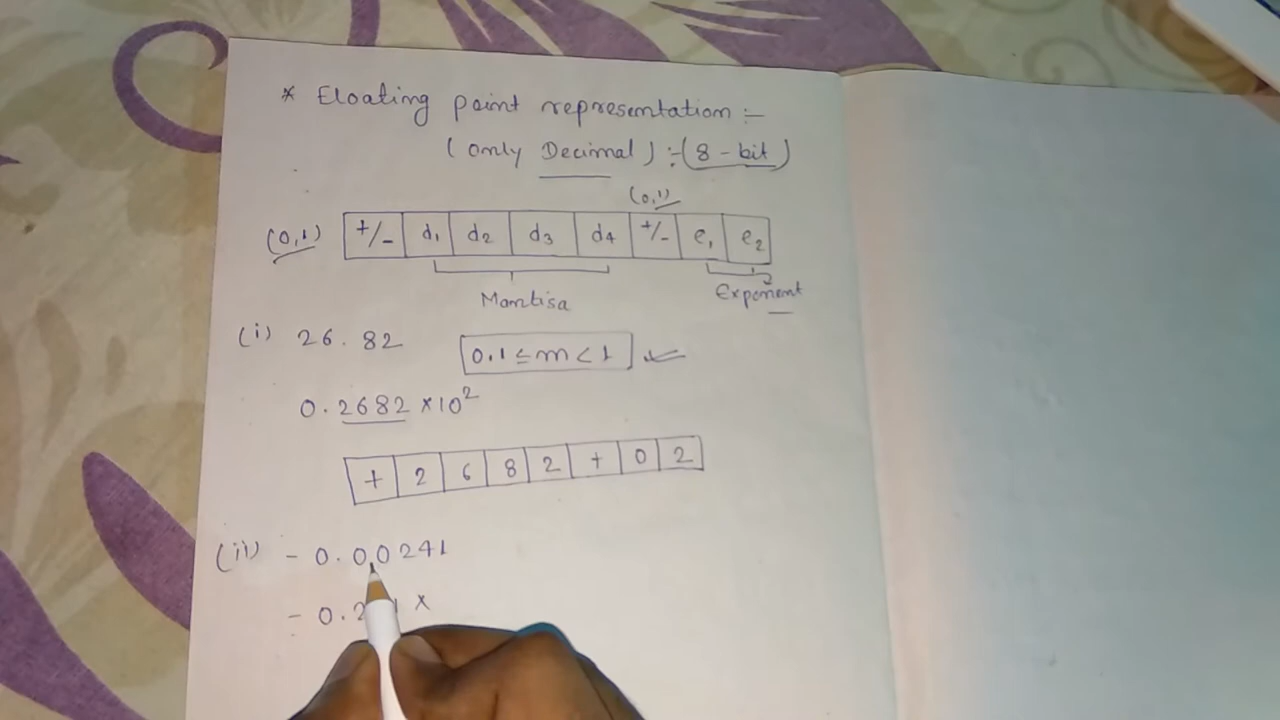 * Floating point representation :-
( only Decimal ) :- ( 8 - bit )
(0,1)
(0,1) +/- d1 d2 d3 d4 +/- e1 e2
Mantisa Exponent
(i) 26.82 0.1 ≤ m < 1
0.2682 × 10²
+ 2 6 8 2 + 0 2
(ii) - 0.00241
- 0.2 1 ×